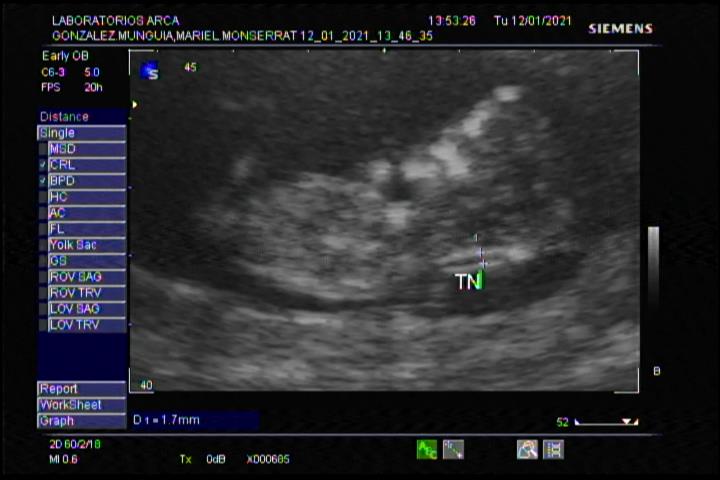 LABORATORIOS ARCA 13:53:26 Tu 12/01/2021
GONZALEZ MUNGUIA,MARIEL MONSERRAT 12_01_2021_13_46_35 SIEMENS
Early OB
C6-3 5.0
FPS 20h
S 45
Distance
Single
MSD
CRL
BPD
HC
AC
FL
Yolk Sac
GS
ROV SAG
ROV TRV
LOV SAG
LOV TRV
TN
B
40
Report
WorkSheet
Graph
D1=1.7mm
52
2D 60/2/18
MI 0.6 Tx 0dB X000685
ABC